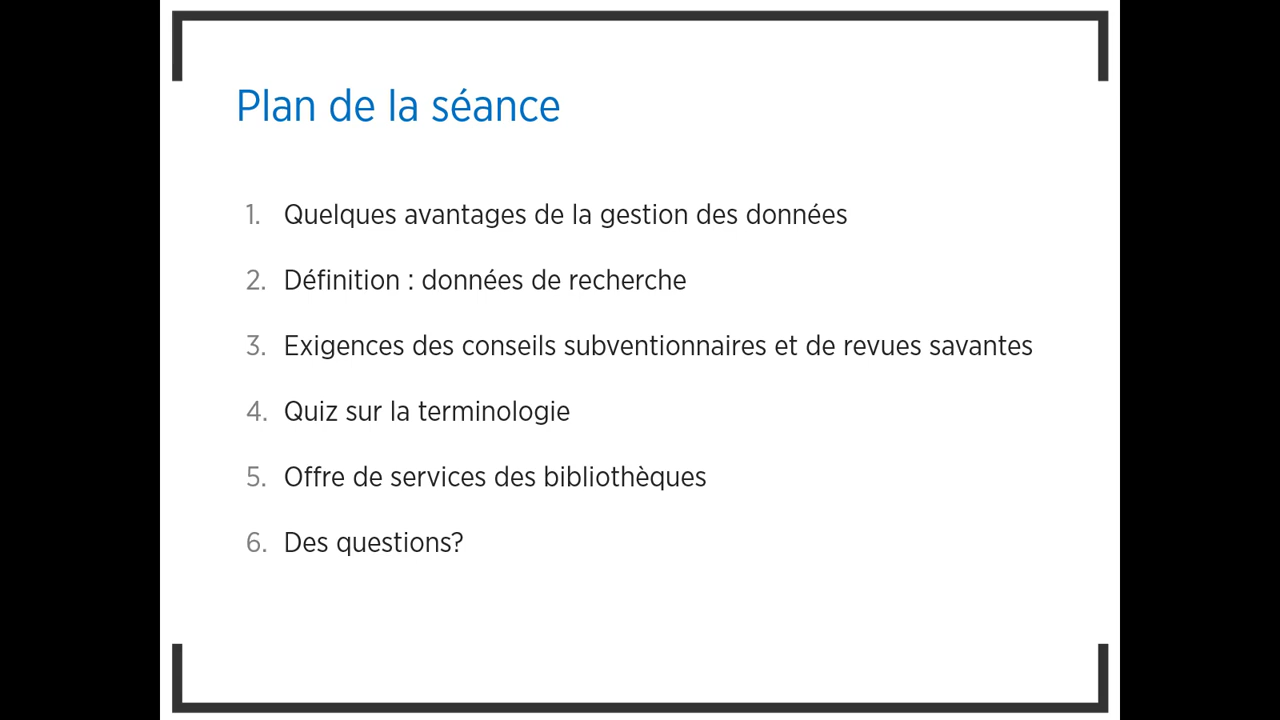 Plan de la séance
1. Quelques avantages de la gestion des données
2. Définition : données de recherche
3. Exigences des conseils subventionnaires et de revues savantes
4. Quiz sur la terminologie
5. Offre de services des bibliothèques
6. Des questions?